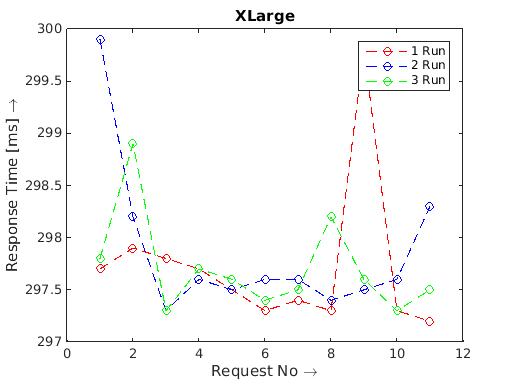 XLarge
300
299.5
299
298.5
298
297.5
297
Response Time [ms] →
1 Run
2 Run
3 Run
0
2
4
6
8
10
12
Request No →